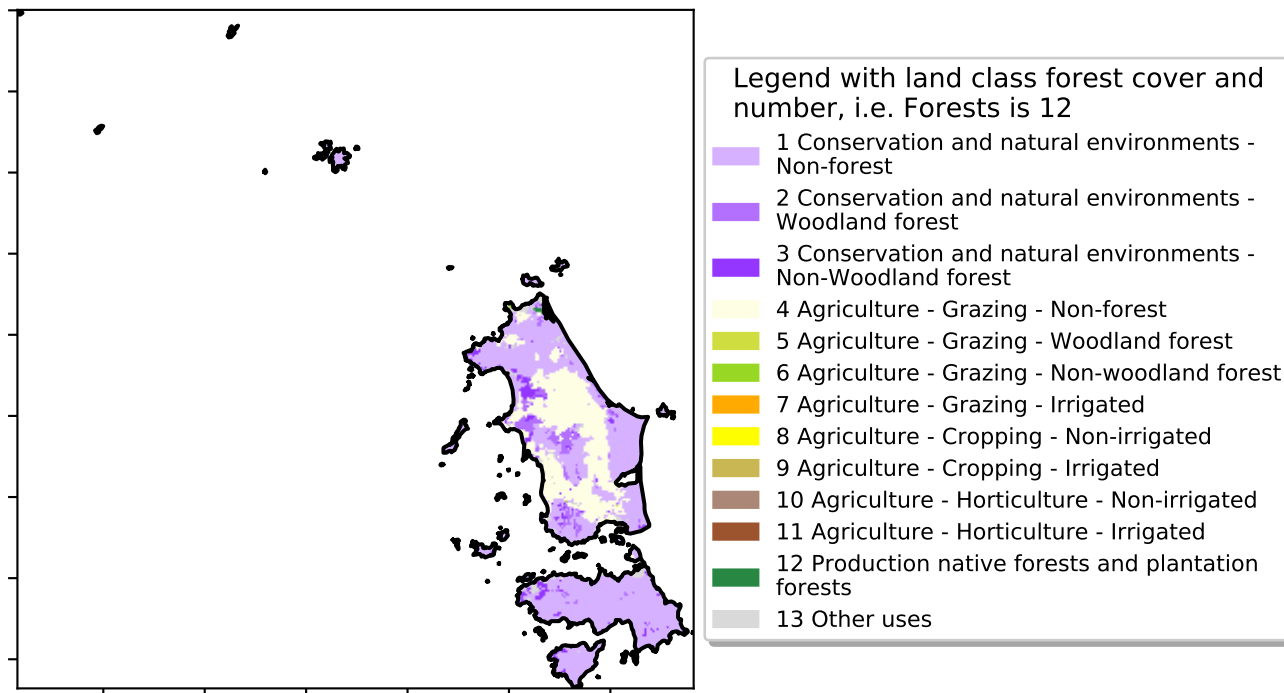 Legend with land class forest cover and
number, i.e. Forests is 12
1 Conservation and natural environments -
Non-forest
2 Conservation and natural environments -
Woodland forest
3 Conservation and natural environments -
Non-Woodland forest
4 Agriculture - Grazing - Non-forest
5 Agriculture - Grazing - Woodland forest
6 Agriculture - Grazing - Non-woodland forest
7 Agriculture - Grazing - Irrigated
8 Agriculture - Cropping - Non-irrigated
9 Agriculture - Cropping - Irrigated
10 Agriculture - Horticulture - Non-irrigated
11 Agriculture - Horticulture - Irrigated
12 Production native forests and plantation
forests
13 Other uses